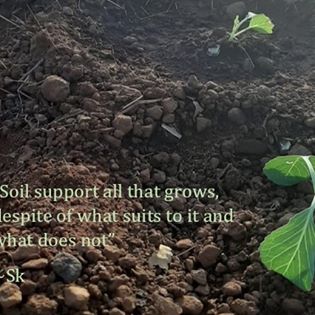 Soil support all that grows,
despite of what suits to it and
what does not”
~Sk